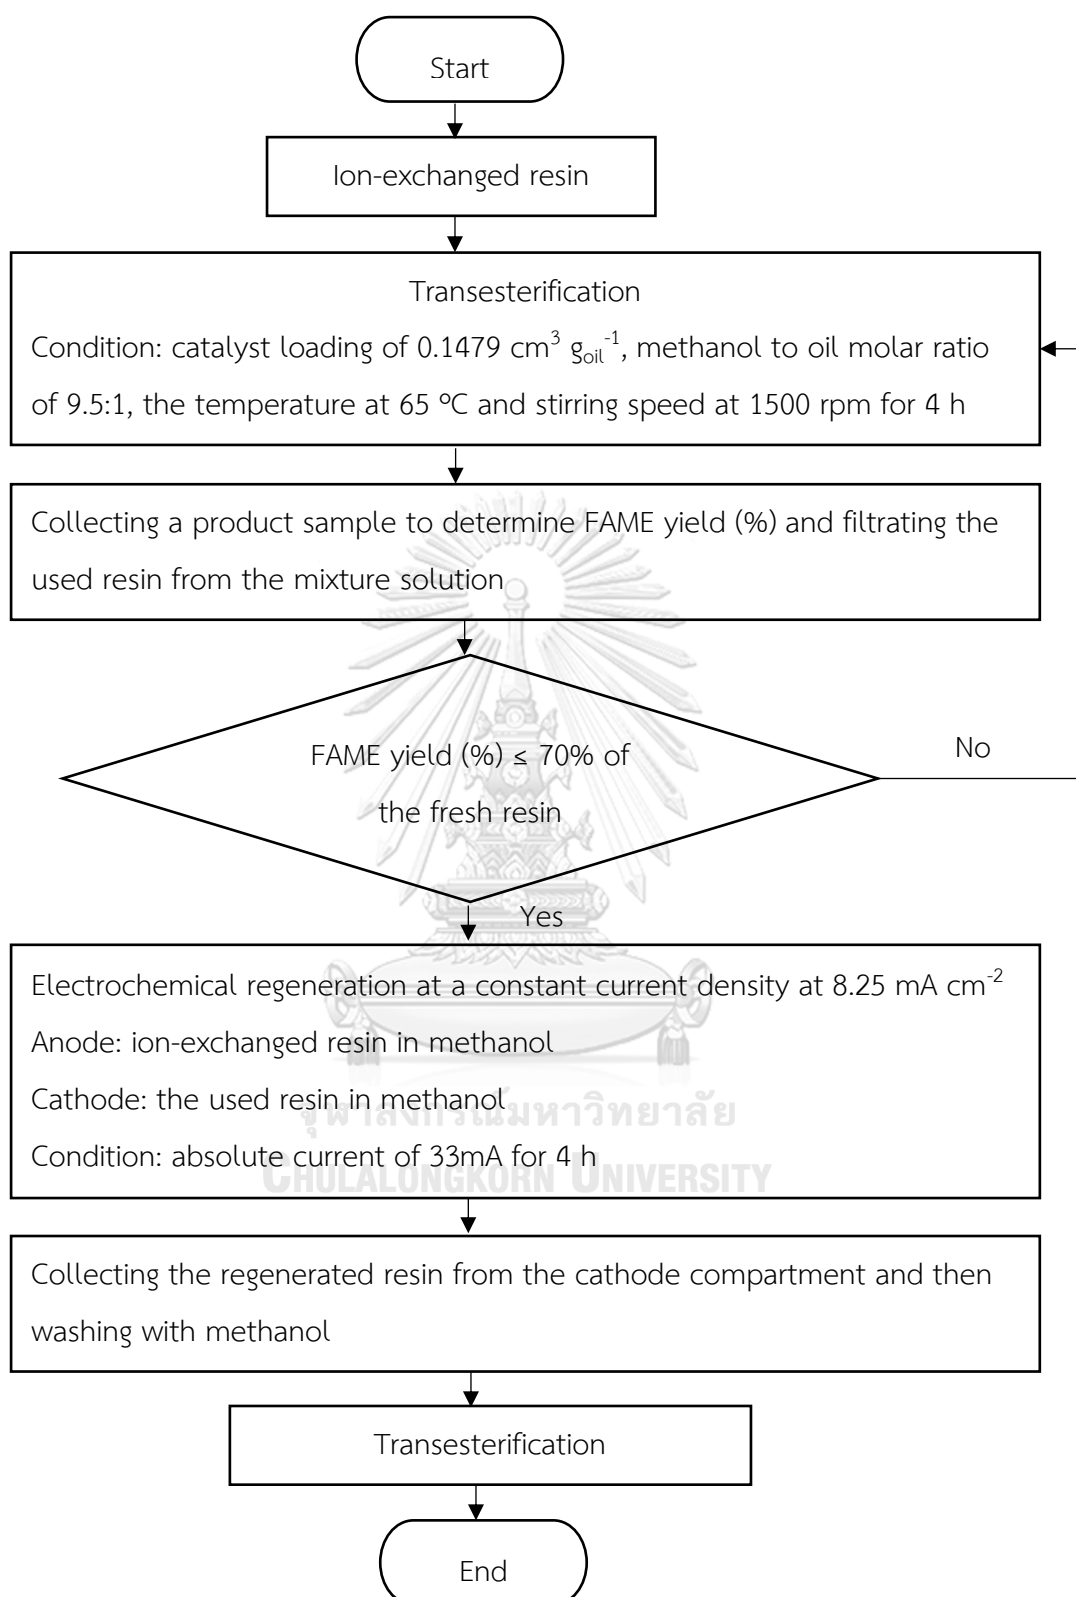 Start
Ion-exchanged resin
Transesterification
Condition: catalyst loading of 0.1479 cm³ g_oil⁻¹, methanol to oil molar ratio
of 9.5:1, the temperature at 65 °C and stirring speed at 1500 rpm for 4 h
Collecting a product sample to determine FAME yield (%) and filtrating the
used resin from the mixture solution
FAME yield (%) ≤ 70% of
the fresh resin
No
Yes
Electrochemical regeneration at a constant current density at 8.25 mA cm⁻²
Anode: ion-exchanged resin in methanol
Cathode: the used resin in methanol
จุฬาลงกรณ์มหาวิทยาลัย
Condition: absolute current of 33mA for 4 h
CHULALONGKORN UNIVERSITY
Collecting the regenerated resin from the cathode compartment and then
washing with methanol
Transesterification
End